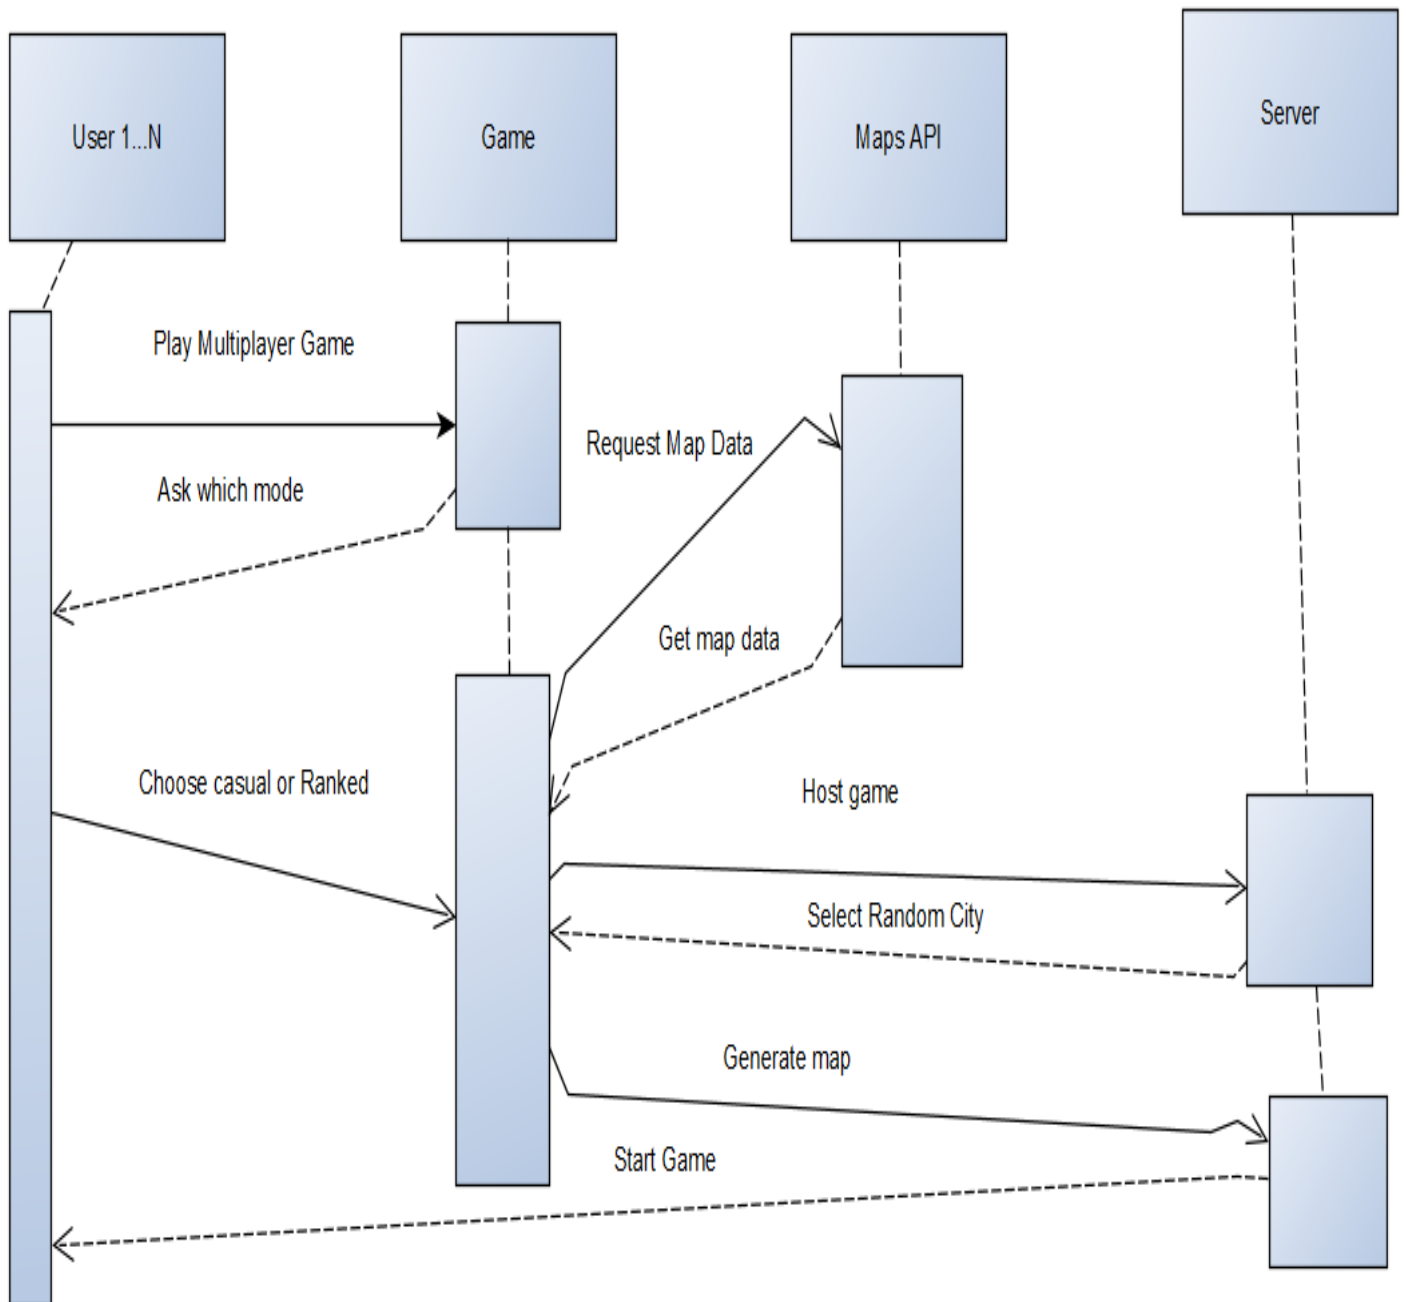 User 1...N
Game
Maps API
Server
Play Multiplayer Game
Request Map Data
Ask which mode
Get map data
Choose casual or Ranked
Host game
Select Random City
Generate map
Start Game